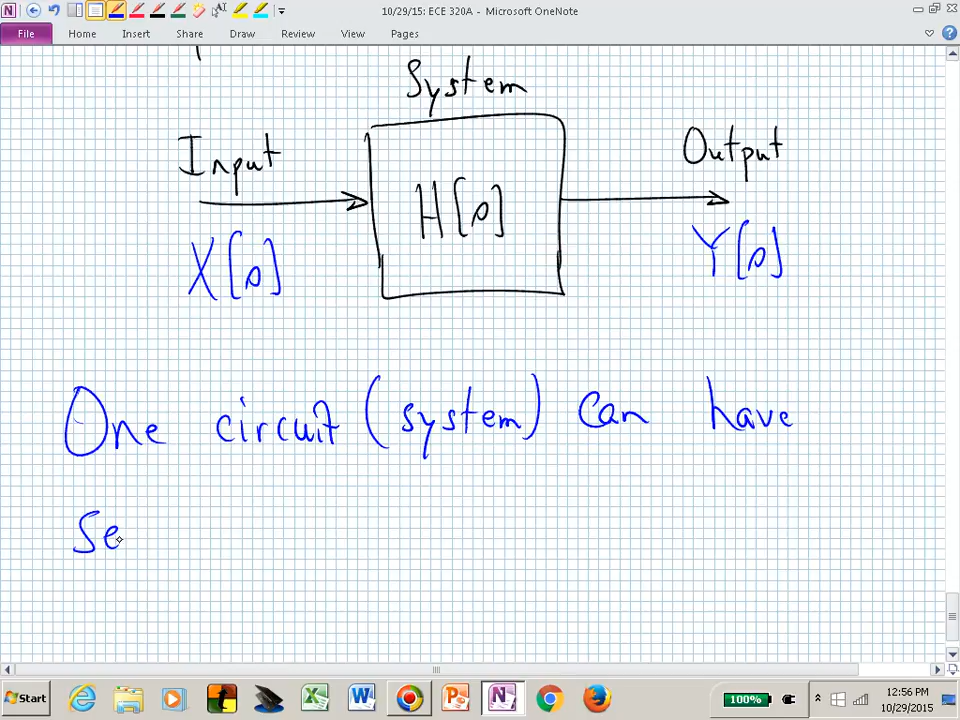 10/29/15: ECE 320A - Microsoft OneNote
File Home Insert Share Draw Review View Pages
System
Input
Output
H[s]
X[s]
Y[s]
One circuit (system) can have
Se
Start
100%
12:56 PM
10/29/2015